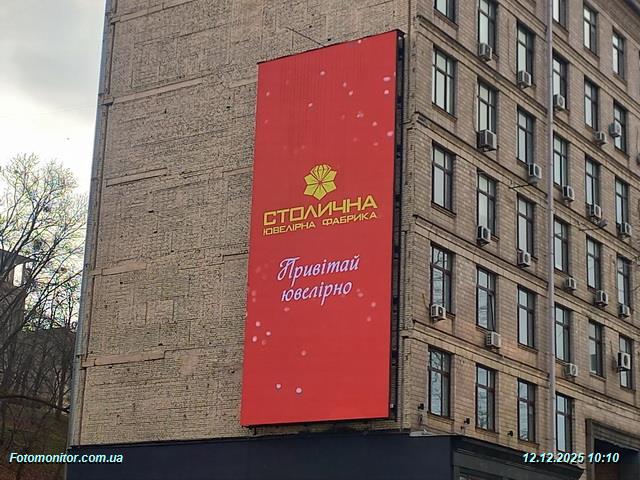 СТОЛИЧНА
ЮВЕЛІРНА ФАБРИКА
Привітай
ювелірно
Fotomonitor.com.ua
12.12.2025 10:10